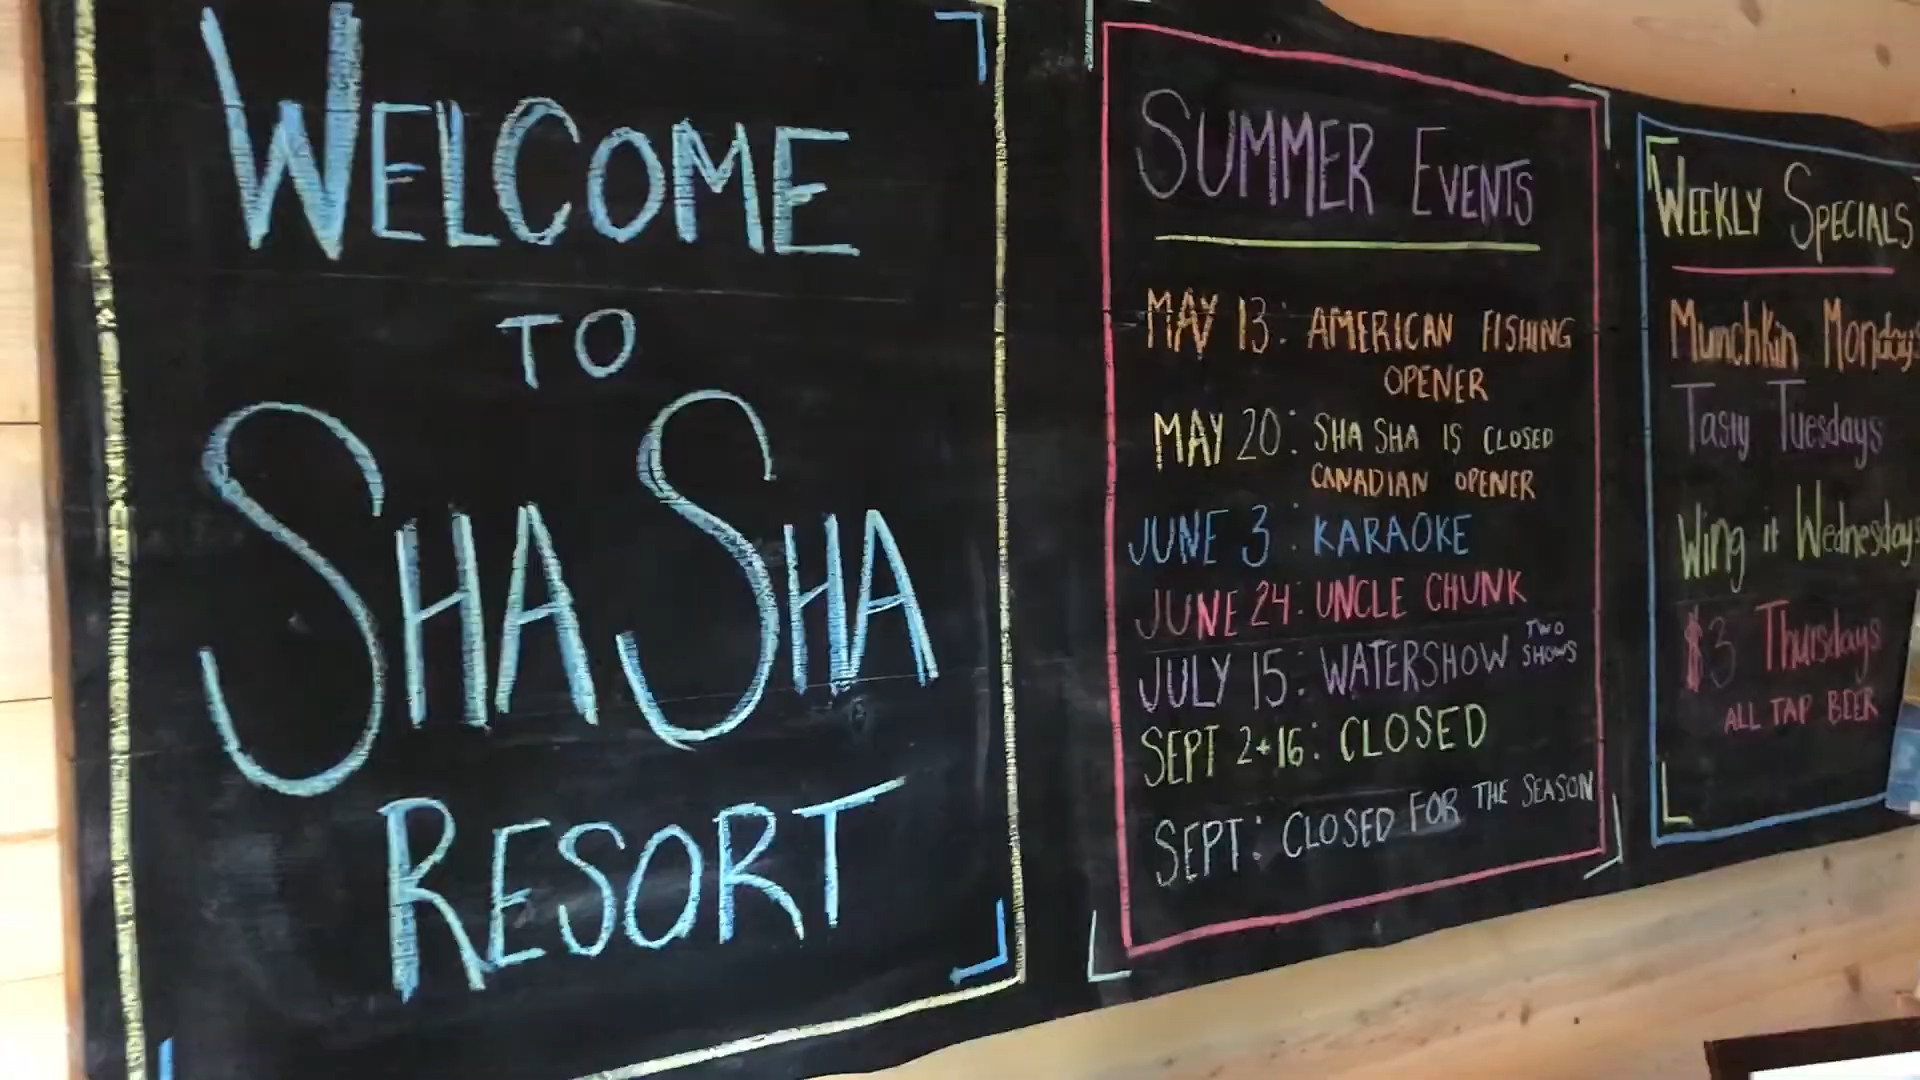 WELCOME
TO
SHA SHA
RESORT
SUMMER EVENTS
MAY 13: AMERICAN FISHING
OPENER
MAY 20: SHA SHA IS CLOSED
CANADIAN OPENER
JUNE 3: KARAOKE
JUNE 24: UNCLE CHUNK
JULY 15: WATERSHOW TWO
SHOWS
SEPT 2+16: CLOSED
SEPT: CLOSED FOR THE SEASON
WEEKLY SPECIALS
Munchkin Mondays
Tasty Tuesdays
Wing it Wednesdays
$3 Thursdays
ALL TAP BEER